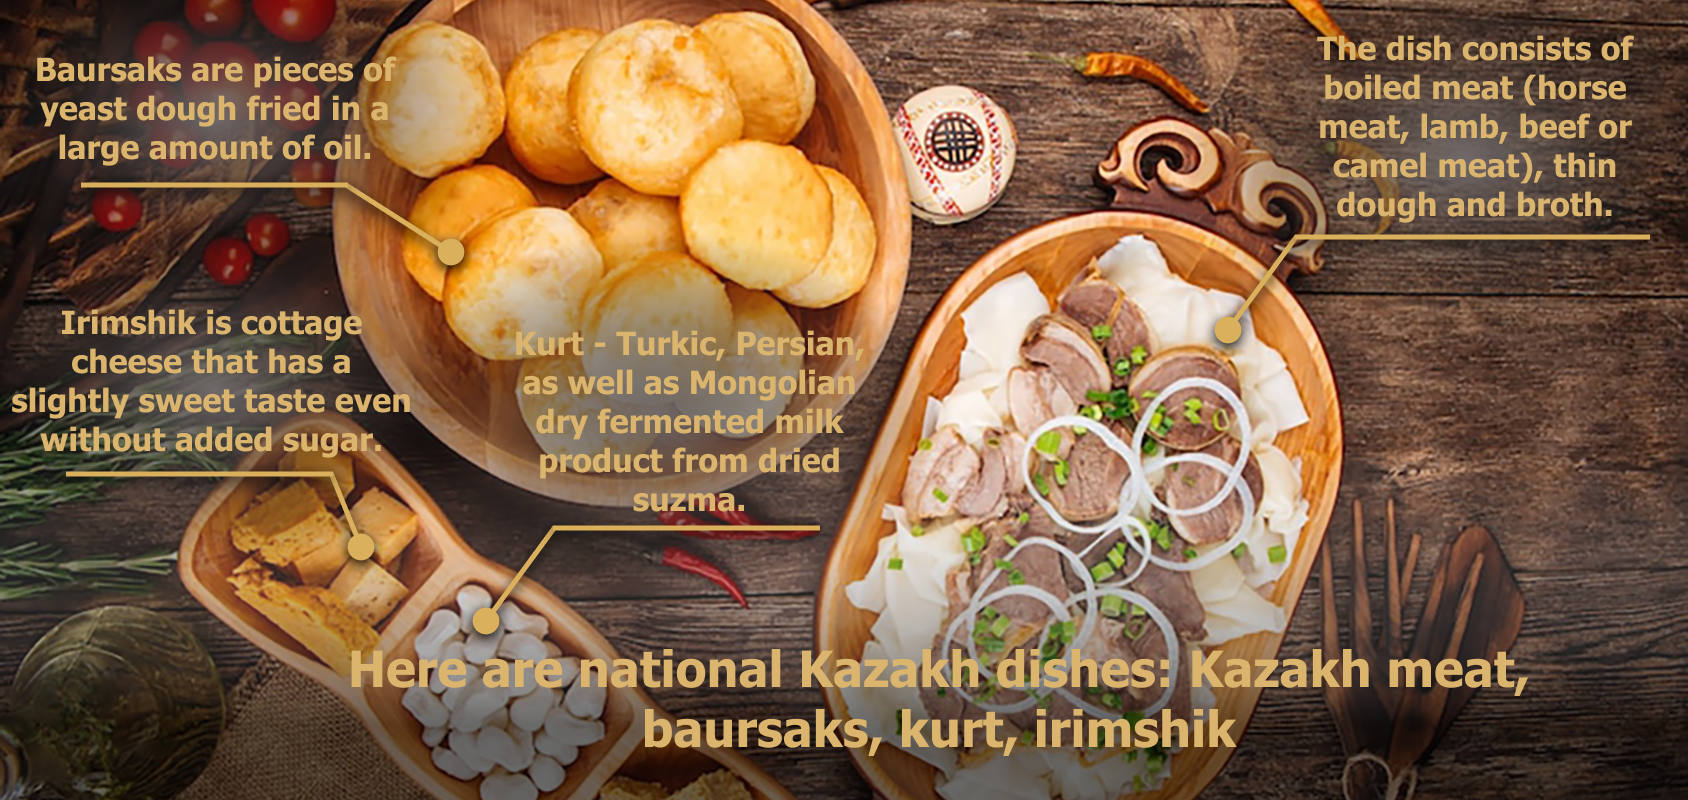 Baursaks are pieces of
yeast dough fried in a
large amount of oil.
The dish consists of
boiled meat (horse
meat, lamb, beef or
camel meat), thin
dough and broth.
Irimshik is cottage
cheese that has a
slightly sweet taste even
without added sugar.
Kurt - Turkic, Persian,
as well as Mongolian
dry fermented milk
product from dried
suzma.
Here are national Kazakh dishes: Kazakh meat,
baursaks, kurt, irimshik